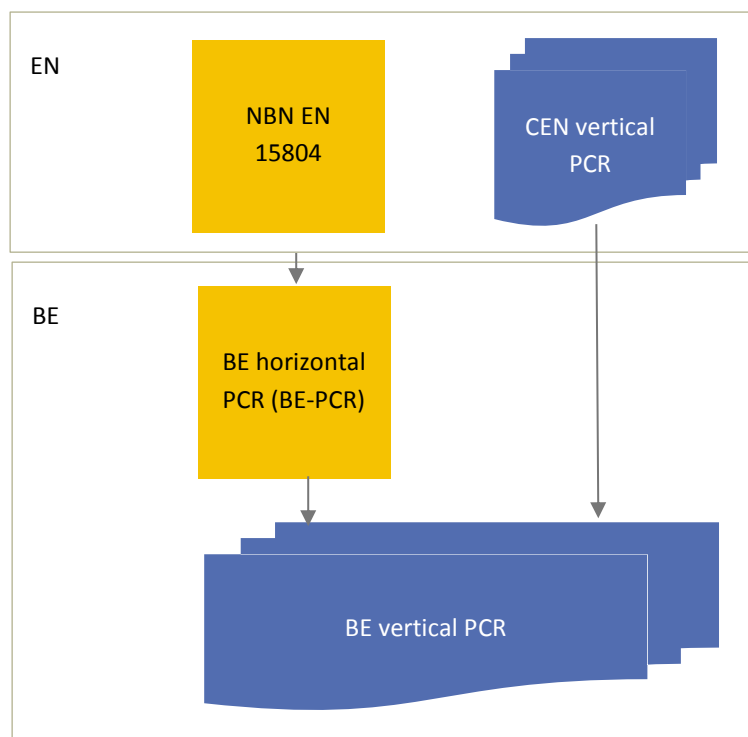 EN
NBN EN
15804
CEN vertical
PCR
BE
BE horizontal
PCR (BE-PCR)
BE vertical PCR